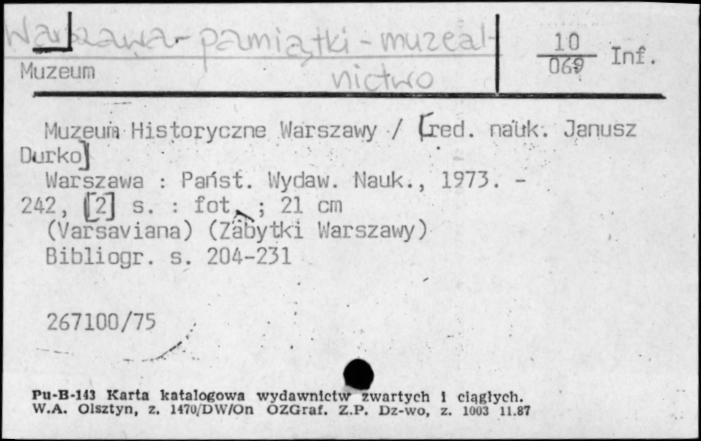 Warszawa - pamiątki - muzeal-
nictwo
10
069 Inf.
Muzeum
Muzeum Historyczne Warszawy / [red. nauk. Janusz
Durko]
Warszawa : Państ. Wydaw. Nauk., 1973. -
242, [2] s. : fot. ; 21 cm
(Varsaviana) (Zabytki Warszawy)
Bibliogr. s. 204-231
267100/75
Pu-B-143 Karta katalogowa wydawnictw zwartych i ciągłych.
W.A. Olsztyn, z. 1470/DW/On OZGraf. Z.P. Dz-wo, z. 1003 11.87